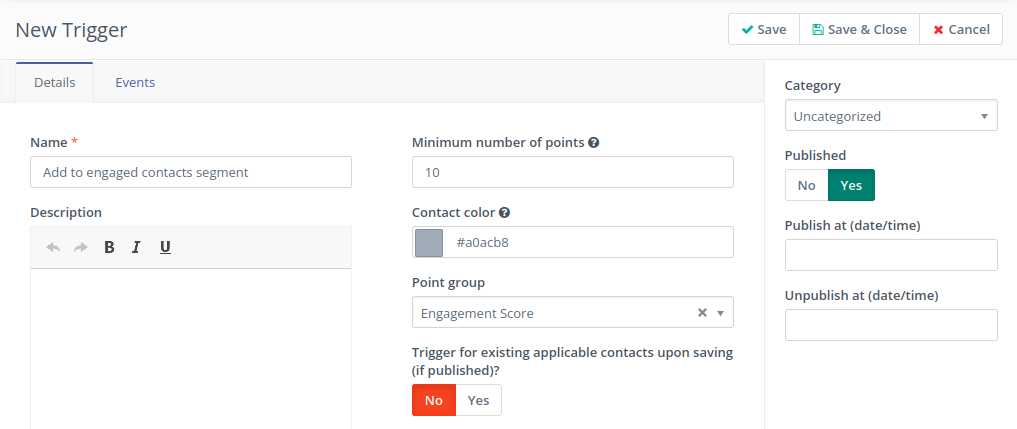 New Trigger
Save
Save & Close
Cancel
Details
Events
Name *
Add to engaged contacts segment
Description
B I U
Minimum number of points ?
10
Contact color ?
#a0acb8
Point group
Engagement Score
Trigger for existing applicable contacts upon saving
(if published)?
No Yes
Category
Uncategorized
Published
No Yes
Publish at (date/time)
Unpublish at (date/time)